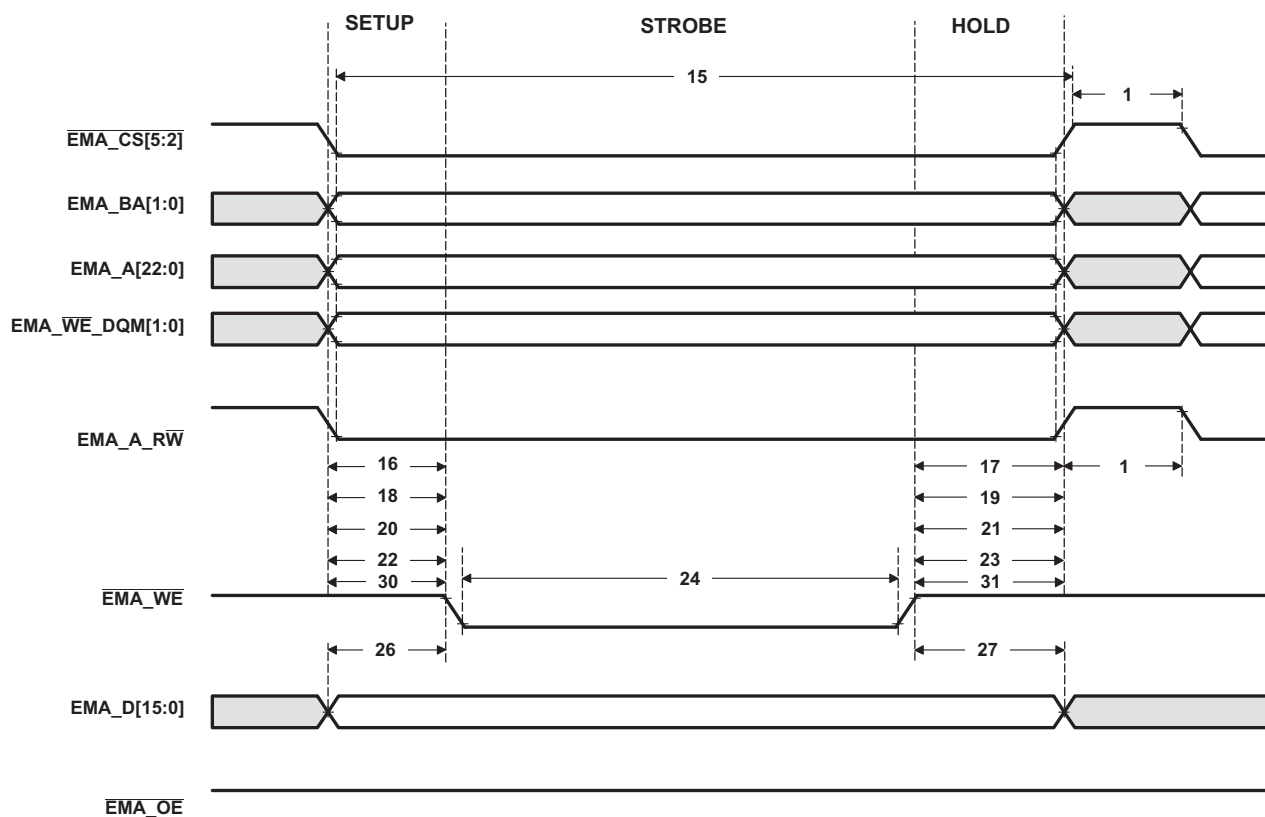 SETUP STROBE HOLD
15
1
EMA_CS[5:2]
EMA_BA[1:0]
EMA_A[22:0]
EMA_WE_DQM[1:0]
EMA_A_RW
16 17 1
18 19
20 21
22 23
24
30 31
EMA_WE
26 27
EMA_D[15:0]
EMA_OE